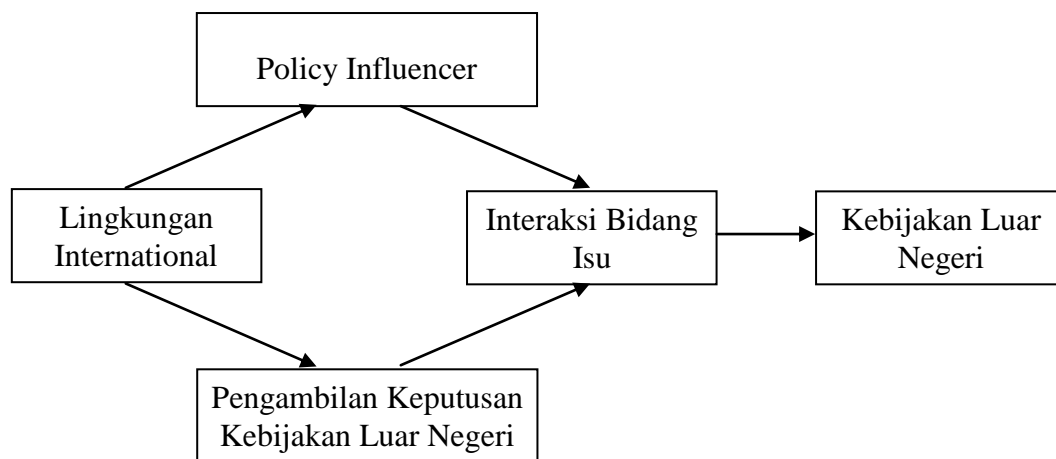 Policy Influencer
Lingkungan
International
Interaksi Bidang
Isu
Kebijakan Luar
Negeri
Pengambilan Keputusan
Kebijakan Luar Negeri